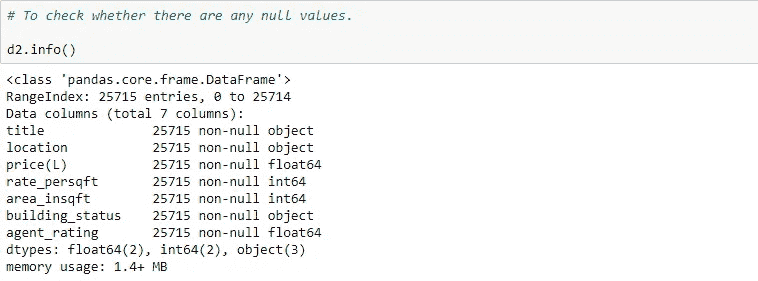 # To check whether there are any null values.
d2.info()
<class 'pandas.core.frame.DataFrame'>
RangeIndex: 25715 entries, 0 to 25714
Data columns (total 7 columns):
title              25715 non-null object
location           25715 non-null object
price(L)           25715 non-null float64
rate_persqft       25715 non-null int64
area_insqft        25715 non-null int64
building_status    25715 non-null object
agent_rating       25715 non-null float64
dtypes: float64(2), int64(2), object(3)
memory usage: 1.4+ MB